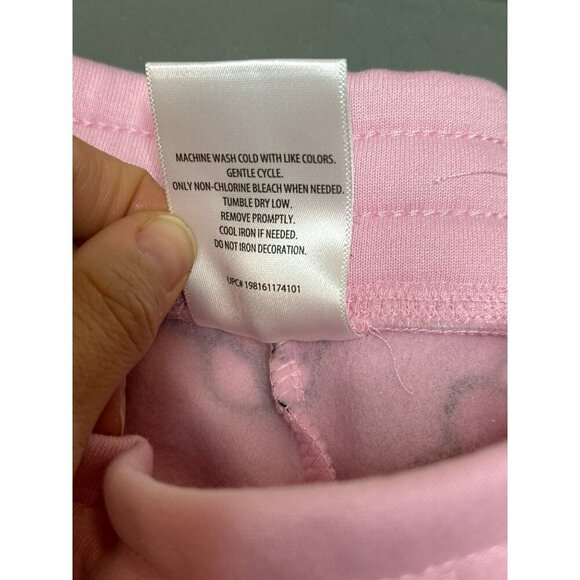 MACHINE WASH COLD WITH LIKE COLORS.
GENTLE CYCLE.
ONLY NON-CHLORINE BLEACH WHEN NEEDED.
TUMBLE DRY LOW.
REMOVE PROMPTLY.
COOL IRON IF NEEDED.
DO NOT IRON DECORATION.
UPC# 198161174101